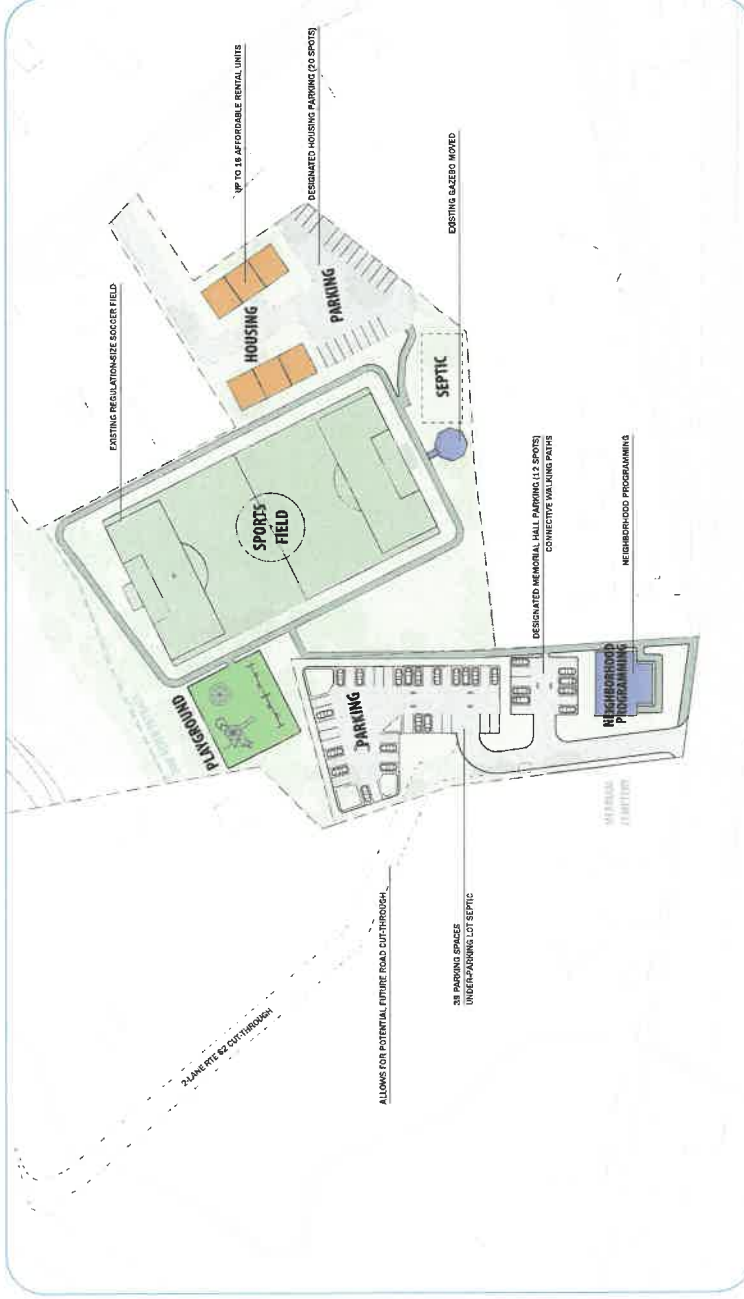 EXISTING REGULATION-SIZE SOCCER FIELD
UP TO 16 AFFORDABLE RENTAL UNITS
DESIGNATED HOUSING PARKING (20 SPOTS)
EXISTING GAZEBO MOVED
HOUSING
PARKING
SEPTIC
SPORTS
FIELD
PLAYGROUND
PARKING
DESIGNATED MEMORIAL HALL PARKING (12 SPOTS)
CONNECTIVE WALKING PATHS
NEIGHBORHOOD PROGRAMMING
NEIGHBORHOOD
PROGRAMMING
CEMETERY
2-LANE RTE 62 CUT-THROUGH
ALLOWS FOR POTENTIAL FUTURE ROAD CUT-THROUGH
39 PARKING SPACES
UNDER-PARKING LOT SEPTIC